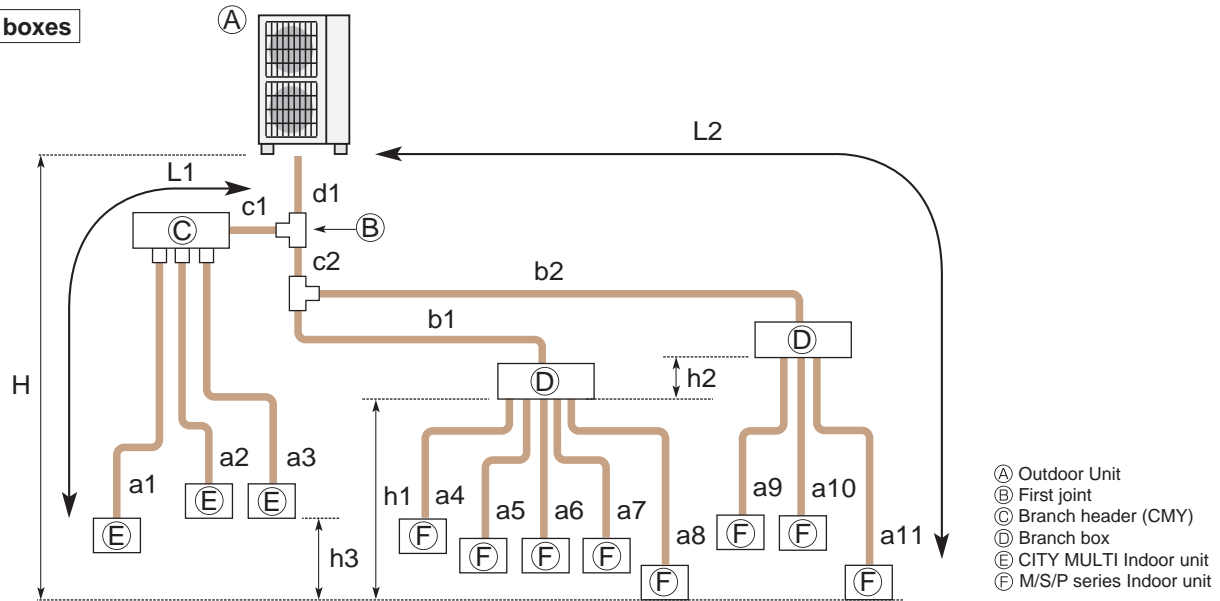 boxes
Ⓐ
L2
L1
d1
c1
Ⓒ
Ⓑ
c2
b2
b1
Ⓓ
Ⓓ
h2
H
a1
a2
a3
Ⓔ
Ⓔ
Ⓔ
h3
h1
a4
a5
a6
a7
a8
Ⓕ
Ⓕ
Ⓕ
Ⓕ
Ⓕ
a9
a10
a11
Ⓕ
Ⓕ
Ⓕ
Ⓐ Outdoor Unit
Ⓑ First joint
Ⓒ Branch header (CMY)
Ⓓ Branch box
Ⓔ CITY MULTI Indoor unit
Ⓕ M/S/P series Indoor unit